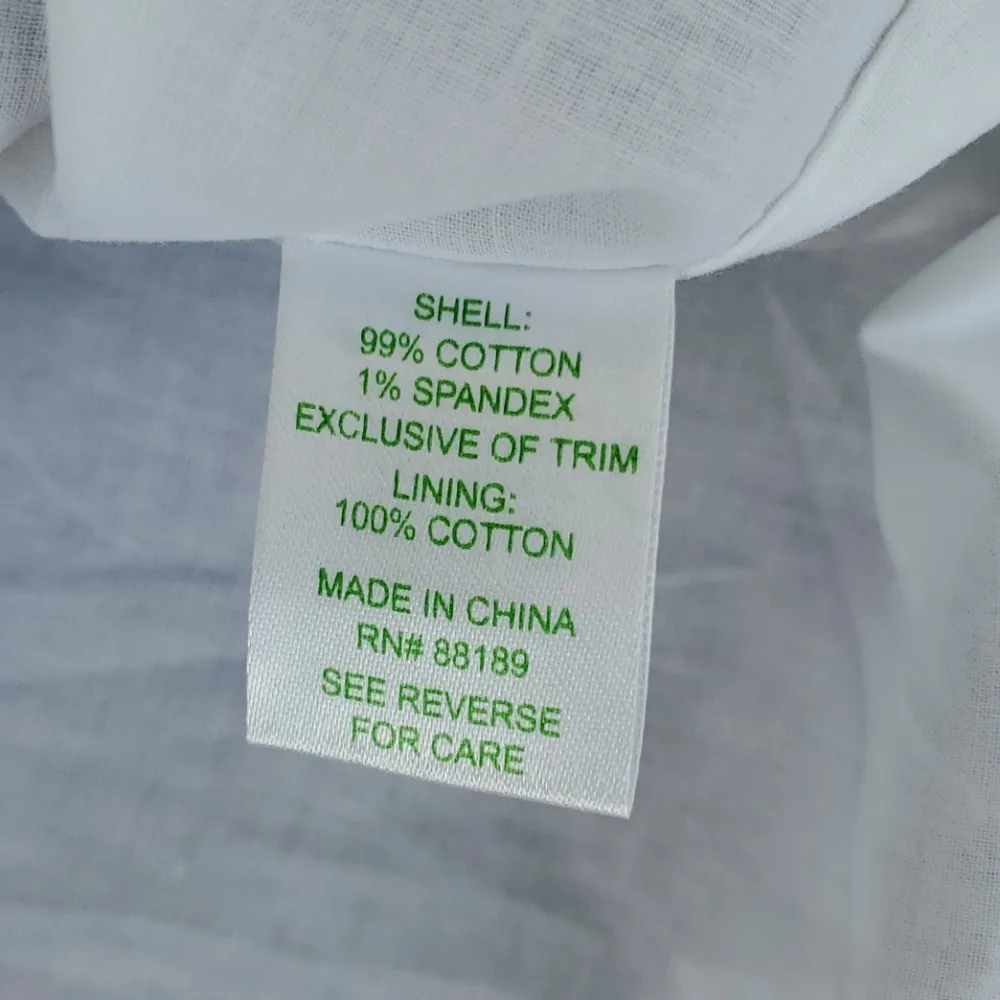 SHELL:
99% COTTON
1% SPANDEX
EXCLUSIVE OF TRIM
LINING:
100% COTTON
MADE IN CHINA
RN# 88189
SEE REVERSE
FOR CARE